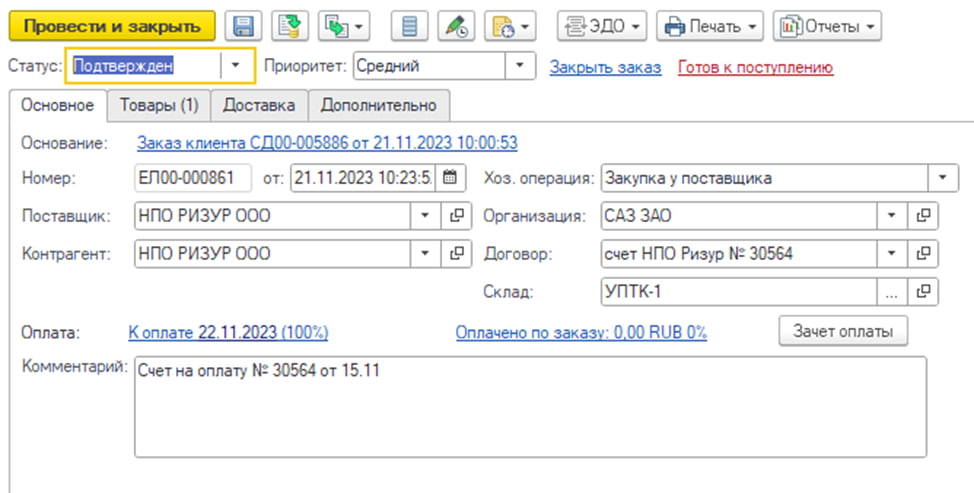 Провести и закрыть ЭДО Печать Отчеты
Статус: Подтвержден Приоритет: Средний Закрыть заказ Готов к поступлению
Основное Товары (1) Доставка Дополнительно
Основание: Заказ клиента СД00-005886 от 21.11.2023 10:00:53
Номер: ЕЛ00-000861 от: 21.11.2023 10:23:5 Хоз. операция: Закупка у поставщика
Поставщик: НПО РИЗУР ООО Организация: САЗ ЗАО
Контрагент: НПО РИЗУР ООО Договор: счет НПО Ризур № 30564
Склад: УПТК-1 ...
Оплата: К оплате 22.11.2023 (100%) Оплачено по заказу: 0,00 RUB 0% Зачет оплаты
Комментарий: Счет на оплату № 30564 от 15.11